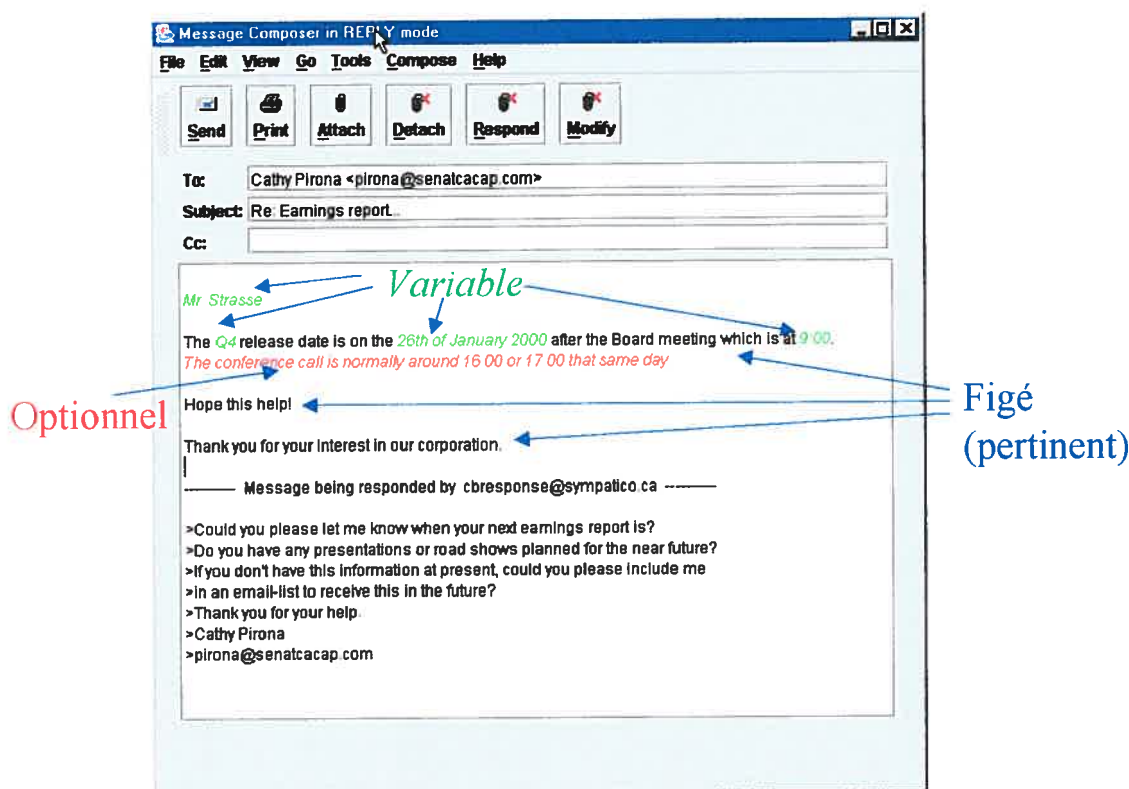 Message Composer in REPLY mode
File Edit View Go Tools Compose Help
Send Print Attach Detach Respond Modify
To: Cathy Pirona <pirona@senatcacap.com>
Subject: Re: Earnings report...
Cc:
Variable
Mr Strasse
The Q4 release date is on the 26th of January 2000 after the Board meeting which is at 9:00.
The conference call is normally around 16 00 or 17 00 that same day
Optionnel
Hope this help!
Figé
(pertinent)
Thank you for your interest in our corporation.
-------- Message being responded by cbresponse@sympatico.ca --------
>Could you please let me know when your next earnings report is?
>Do you have any presentations or road shows planned for the near future?
>If you don't have this information at present, could you please include me
>in an email-list to receive this in the future?
>Thank you for your help.
>Cathy Pirona
>pirona@senatcacap.com